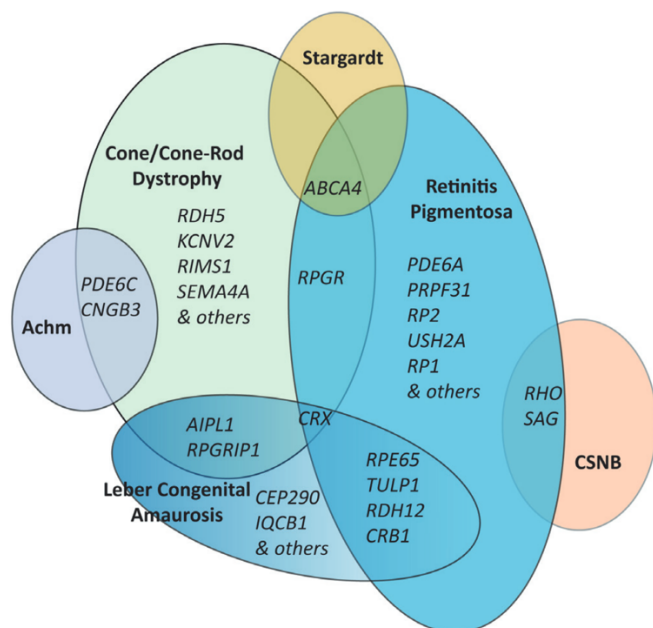 Stargardt
Cone/Cone-Rod
Dystrophy
ABCA4
Retinitis
Pigmentosa
RDH5
KCNV2
RIMS1
SEMA4A
& others
PDE6C
CNGB3
Achm
RPGR
PDE6A
PRPF31
RP2
USH2A
RP1
& others
RHO
SAG
CSNB
AIPL1
RPGRIP1
CRX
Leber Congenital
Amaurosis
CEP290
IQCB1
& others
RPE65
TULP1
RDH12
CRB1